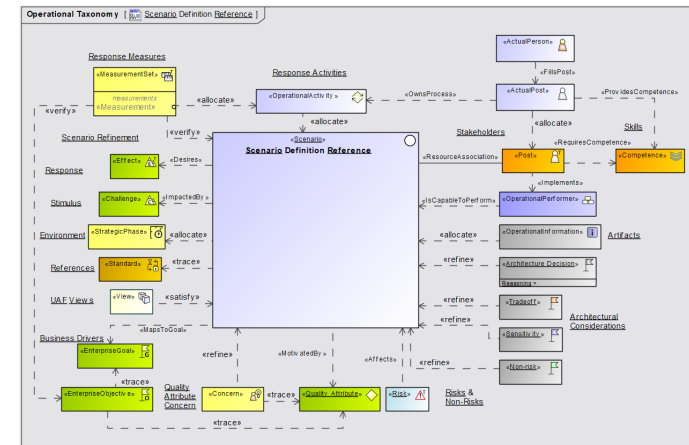 Operational Taxonomy [ Scenario Definition Reference ]
Response Measures
«MeasurementSet»
measurements
«Measurement»
«verify»
«allocate»
«verify»
Response Activities
«OperationalActivity »
«allocate»
«OwnsProcess»
«ActualPerson»
«FillsPost»
«ActualPost»
«ProvidesCompetence»
«allocate»
Skills
Stakeholders
«RequiresCompetence»
«Post»
«Competence»
«ResourceAssociation»
«Implements»
«OperationalPerformer»
«IsCapableToPerform»
«Scenario»
Scenario Definition Reference
Scenario Refinement
Response
«Effect»
«Desires»
Stimulus
«Challenge»
«ImpactedBy»
Environment
«StrategicPhase»
«allocate»
References
«Standard»
«trace»
UAF Views
«View»
«satisfy»
«MapsToGoal»
Business Drivers
«EnterpriseGoal»
«trace»
«EnterpriseObjective»
«trace»
Quality
Attribute
Concern
«refine»
«Concern»
«trace»
«MotivatedBy»
«Quality Attribute»
«Affects»
«Risk»
Risks &
Non-Risks
«allocate»
«OperationalInformation»
Artifacts
«refine»
«Architecture Decision»
Reasoning =
«refine»
«Tradeoff»
«refine»
«Sensitivity»
Architectural
Considerations
«refine»
«Non-risk»